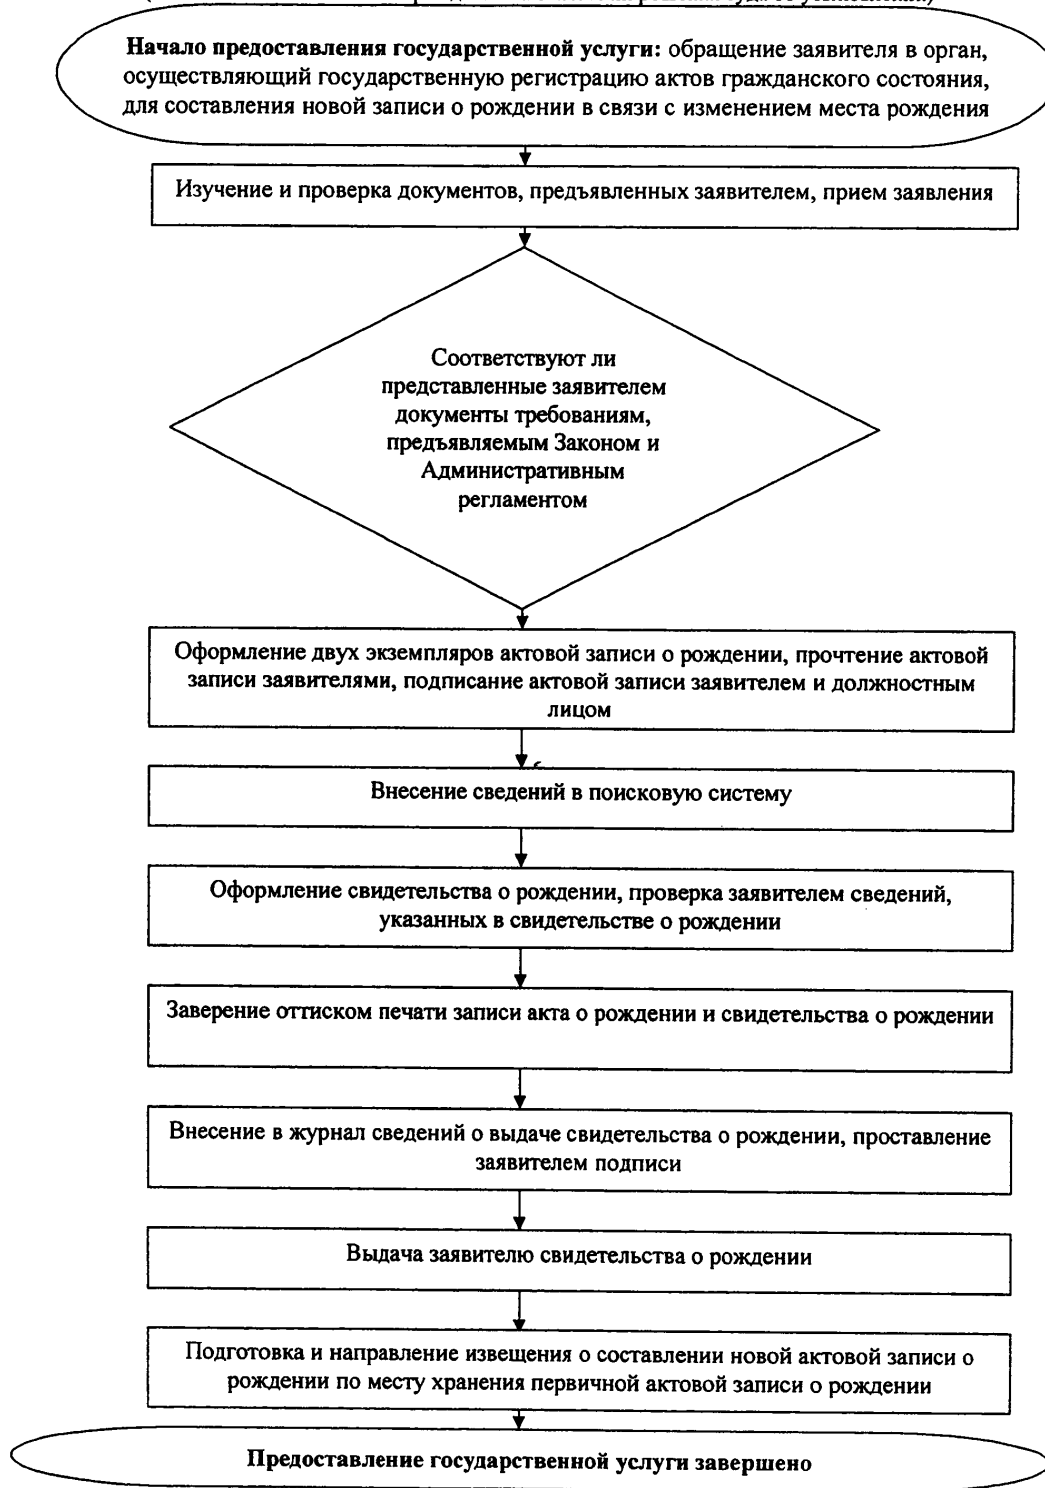 Начало предоставления государственной услуги: обращение заявителя в орган,
осуществляющий государственную регистрацию актов гражданского состояния,
для составления новой записи о рождении в связи с изменением места рождения
Изучение и проверка документов, предъявленных заявителем, прием заявления
Соответствуют ли
представленные заявителем
документы требованиям,
предъявляемым Законом и
Административным
регламентом
Оформление двух экземпляров актовой записи о рождении, прочтение актовой
записи заявителями, подписание актовой записи заявителем и должностным
лицом
Внесение сведений в поисковую систему
Оформление свидетельства о рождении, проверка заявителем сведений,
указанных в свидетельстве о рождении
Заверение оттиском печати записи акта о рождении и свидетельства о рождении
Внесение в журнал сведений о выдаче свидетельства о рождении, проставление
заявителем подписи
Выдача заявителю свидетельства о рождении
Подготовка и направление извещения о составлении новой актовой записи о
рождении по месту хранения первичной актовой записи о рождении
Предоставление государственной услуги завершено